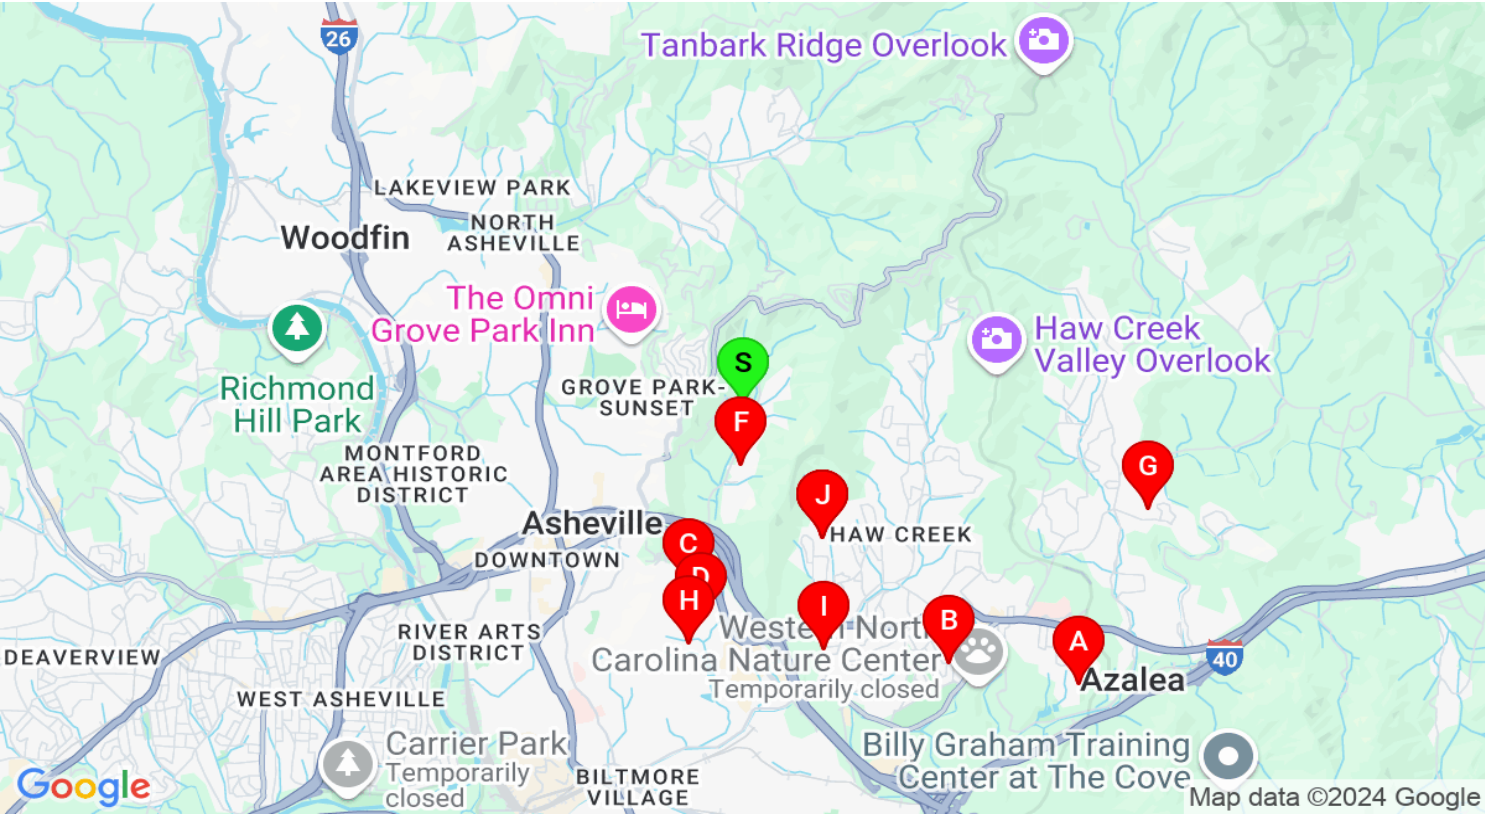 26
Tanbark Ridge Overlook
LAKEVIEW PARK
NORTH
ASHEVILLE
Woodfin
The Omni
Grove Park Inn
Haw Creek
Valley Overlook
S
Richmond
Hill Park
GROVE PARK-
SUNSET
F
MONTFORD
AREA HISTORIC
DISTRICT
G
J
Asheville
HAW CREEK
C
DOWNTOWN
D
H
I
B
Western North
Carolina Nature Center
Temporarily closed
A
Azalea
40
RIVER ARTS
DISTRICT
DEAVERVIEW
WEST ASHEVILLE
Carrier Park
Temporarily
closed
BILTMORE
VILLAGE
Billy Graham Training
Center at The Cove
Google
Map data ©2024 Google